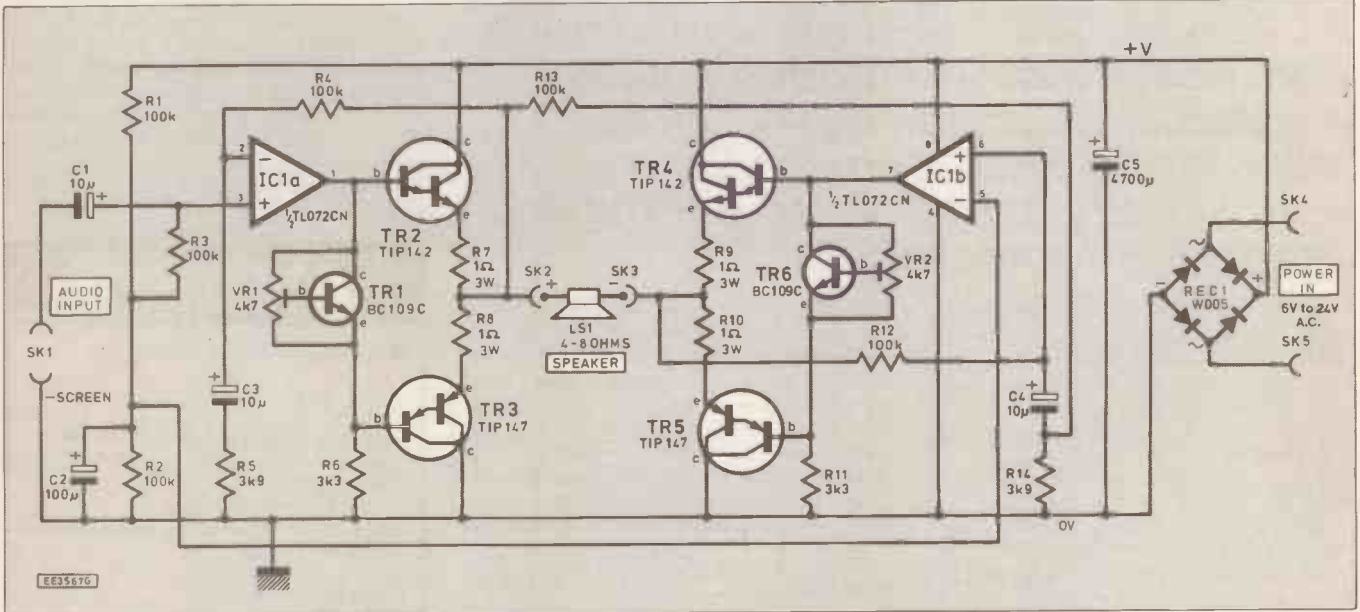 +V
R1
100k
R4
100k
R13
100k
C1
10µ
+
2
-
3
+
IC1a
1
½TL072CN
b
c
e
TR2
TIP142
TR4
TIP142
c
b
e
8
7
IC1b
+
-
6
5
4
½TL072CN
C5
4700µ
+
R3
100k
AUDIO
INPUT
SK1
-SCREEN
VR1
4k7
b
c
e
TR1
BC109C
R7
1Ω
3W
R8
1Ω
3W
SK2
+
SK3
-
LS1
4-8 OHMS
SPEAKER
R9
1Ω
3W
R10
1Ω
3W
TR6
BC109C
c
b
e
VR2
4k7
R12
100k
SK4
POWER
IN
6V to 24V
A.C.
SK5
REC1
W005
~
~
-
+
C3
10µ
+
C4
10µ
+
b
e
c
TR3
TIP147
TR5
TIP147
e
b
c
C2
100µ
+
R2
100k
R5
3k9
R6
3k3
R11
3k3
R14
3k9
0V
EE3567G